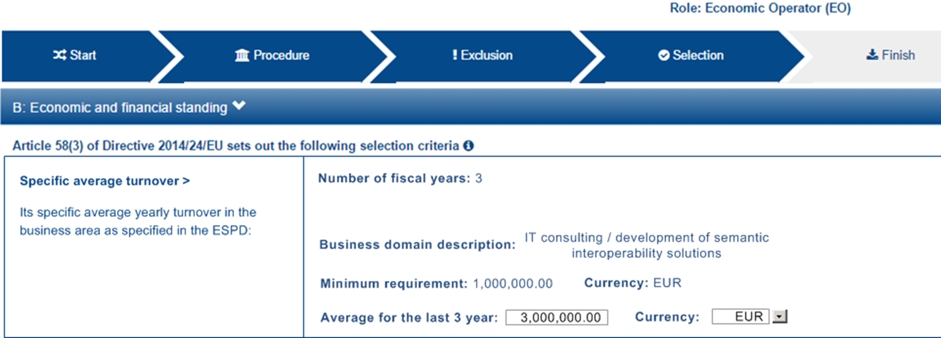 Role: Economic Operator (EO)
Start
Procedure
! Exclusion
Selection
Finish
B: Economic and financial standing
Article 58(3) of Directive 2014/24/EU sets out the following selection criteria
Specific average turnover >
Its specific average yearly turnover in the
business area as specified in the ESPD:
Number of fiscal years: 3
Business domain description: IT consulting / development of semantic
interoperability solutions
Minimum requirement: 1,000,000.00 Currency: EUR
Average for the last 3 year: 3,000,000.00 Currency: EUR